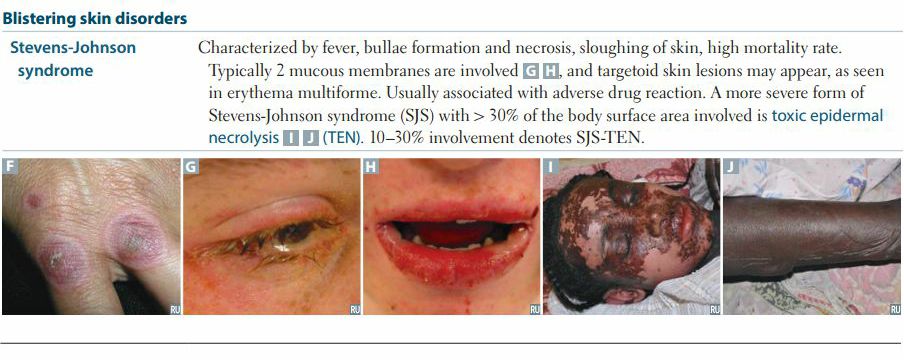 Blistering skin disorders
Stevens-Johnson
syndrome
Characterized by fever, bullae formation and necrosis, sloughing of skin, high mortality rate.
Typically 2 mucous membranes are involved G H, and targetoid skin lesions may appear, as seen
in erythema multiforme. Usually associated with adverse drug reaction. A more severe form of
Stevens-Johnson syndrome (SJS) with > 30% of the body surface area involved is toxic epidermal
necrolysis I J (TEN). 10–30% involvement denotes SJS-TEN.
F G H I J
RU RU RU RU RU